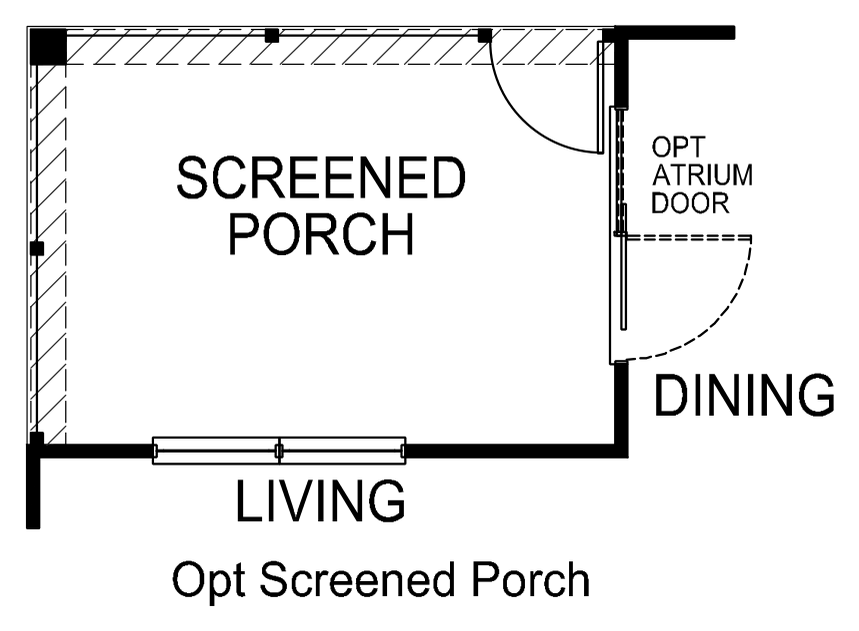 SCREENED
PORCH
OPT
ATRIUM
DOOR
DINING
LIVING
Opt Screened Porch